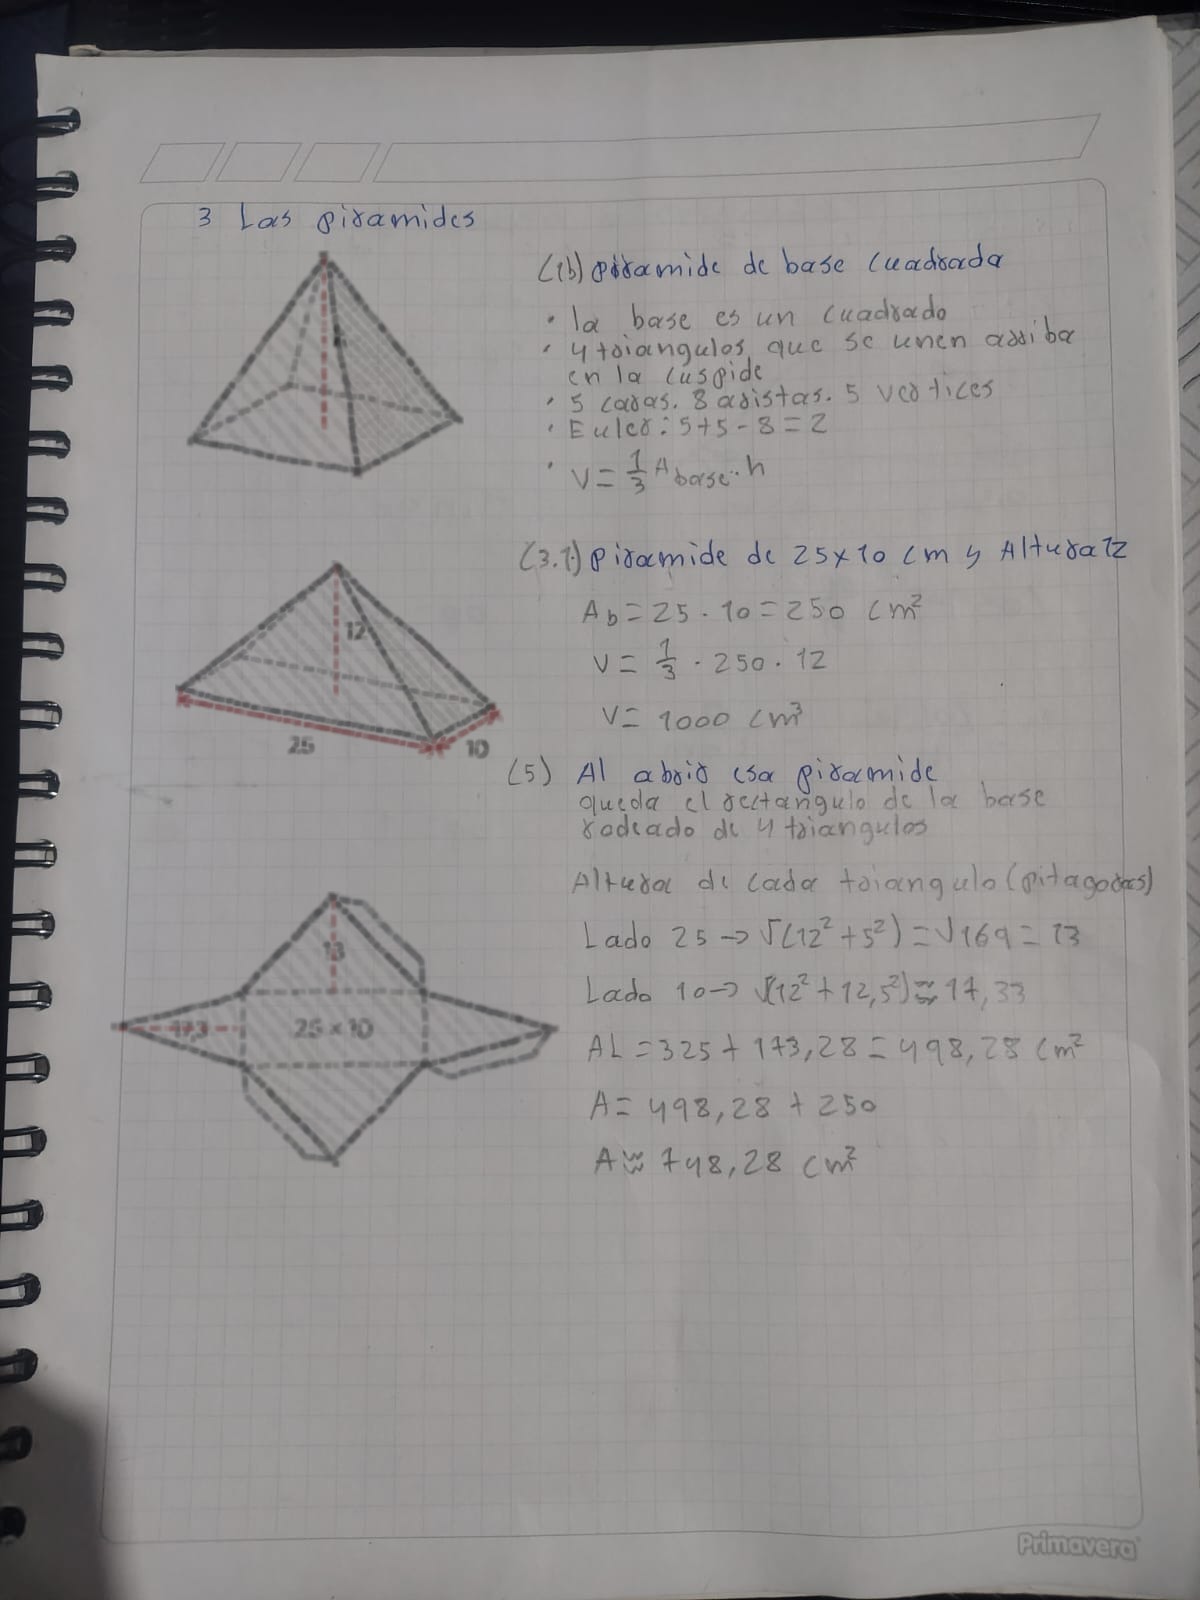 3 Las piramides
(1b) piramide de base cuadrada
• la base es un cuadrado
• 4 triangulos que se unen arriba
en la cuspide
• 5 caras. 8 aristas. 5 vertices
• Euler: 5+5-8=2
• V = 1/3 A base · h
(3.1) piramide de 25x10 cm y Altura 12
12
25
10
Ab = 25 · 10 = 250 cm²
V = 1/3 · 250 · 12
V = 1000 cm³
(5) Al abrir esa piramide
queda el rectangulo de la base
rodeado de 4 triangulos
Altura de cada triangulo (pitagoras)
13
17,3
25 × 10
Lado 25 → √(12² + 5²) = √169 = 13
Lado 10 → √(12² + 12,5²) ≈ 17,33
AL = 325 + 173,28 = 498,28 cm²
A = 498,28 + 250
A ≈ 748,28 cm²
Primavera